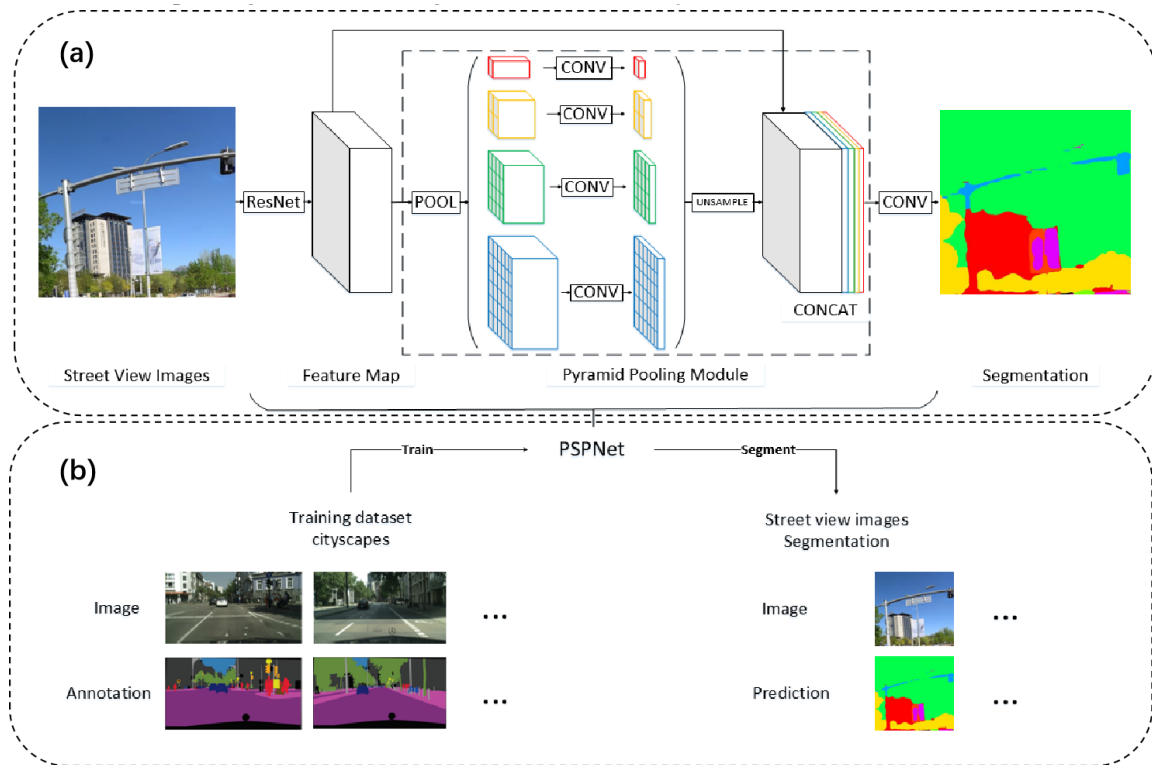 (a)
CONV
CONV
ResNet
POOL
CONV
UNSAMPLE
CONV
CONV
CONCAT
Street View Images
Feature Map
Pyramid Pooling Module
Segmentation
(b)
Train
PSPNet
Segment
Training dataset
cityscapes
Street view images
Segmentation
Image
...
Image
...
Annotation
...
Prediction
...